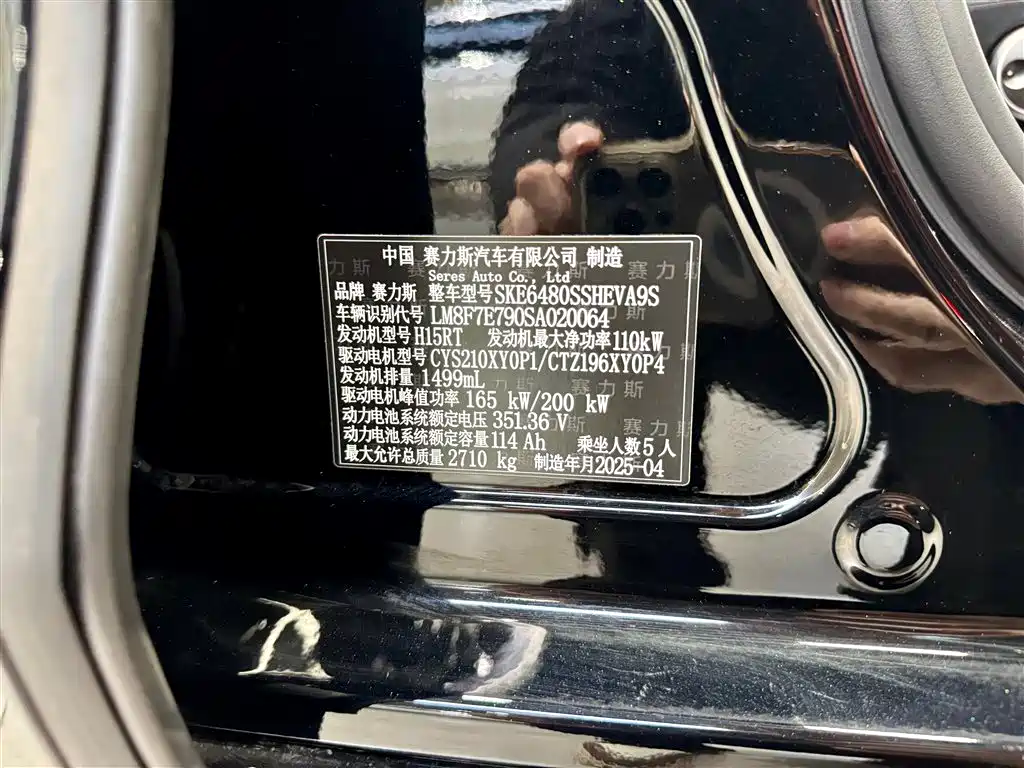 中国 赛力斯汽车有限公司 制造
Seres Auto Co., Ltd
品牌 赛力斯 整车型号SKE6480SSHEVA9S
车辆识别代号 LM8F7E790SA020064
发动机型号H15RT 发动机最大净功率110kW
驱动电机型号CYS210XY0P1/CTZ196XY0P4
发动机排量 1499mL
驱动电机峰值功率 165 kW/200 kW
动力电池系统额定电压 351.36 V
动力电池系统额定容量114 Ah 乘坐人数5人
最大允许总质量 2710 kg 制造年月2025-04